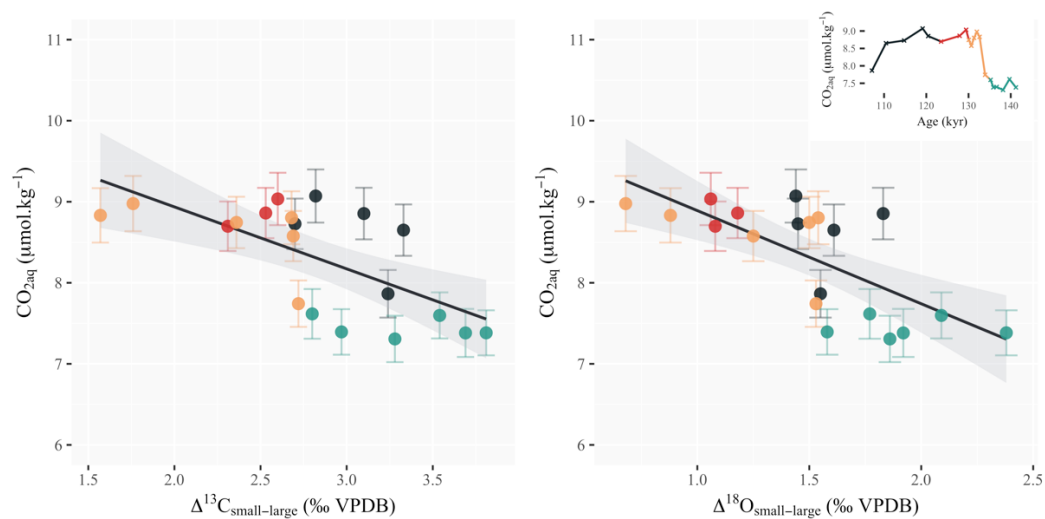 11
10
9
8
7
6
CO₂aq (μmol.kg⁻¹)
1.5 2.0 2.5 3.0 3.5
Δ¹³Csmall−large (‰ VPDB)
11
10
9
8
7
6
CO₂aq (μmol.kg⁻¹)
1.0 1.5 2.0 2.5
Δ¹⁸Osmall−large (‰ VPDB)
9.0
8.5
8.0
7.5
CO₂aq (μmol.kg⁻¹)
110 120 130 140
Age (kyr)